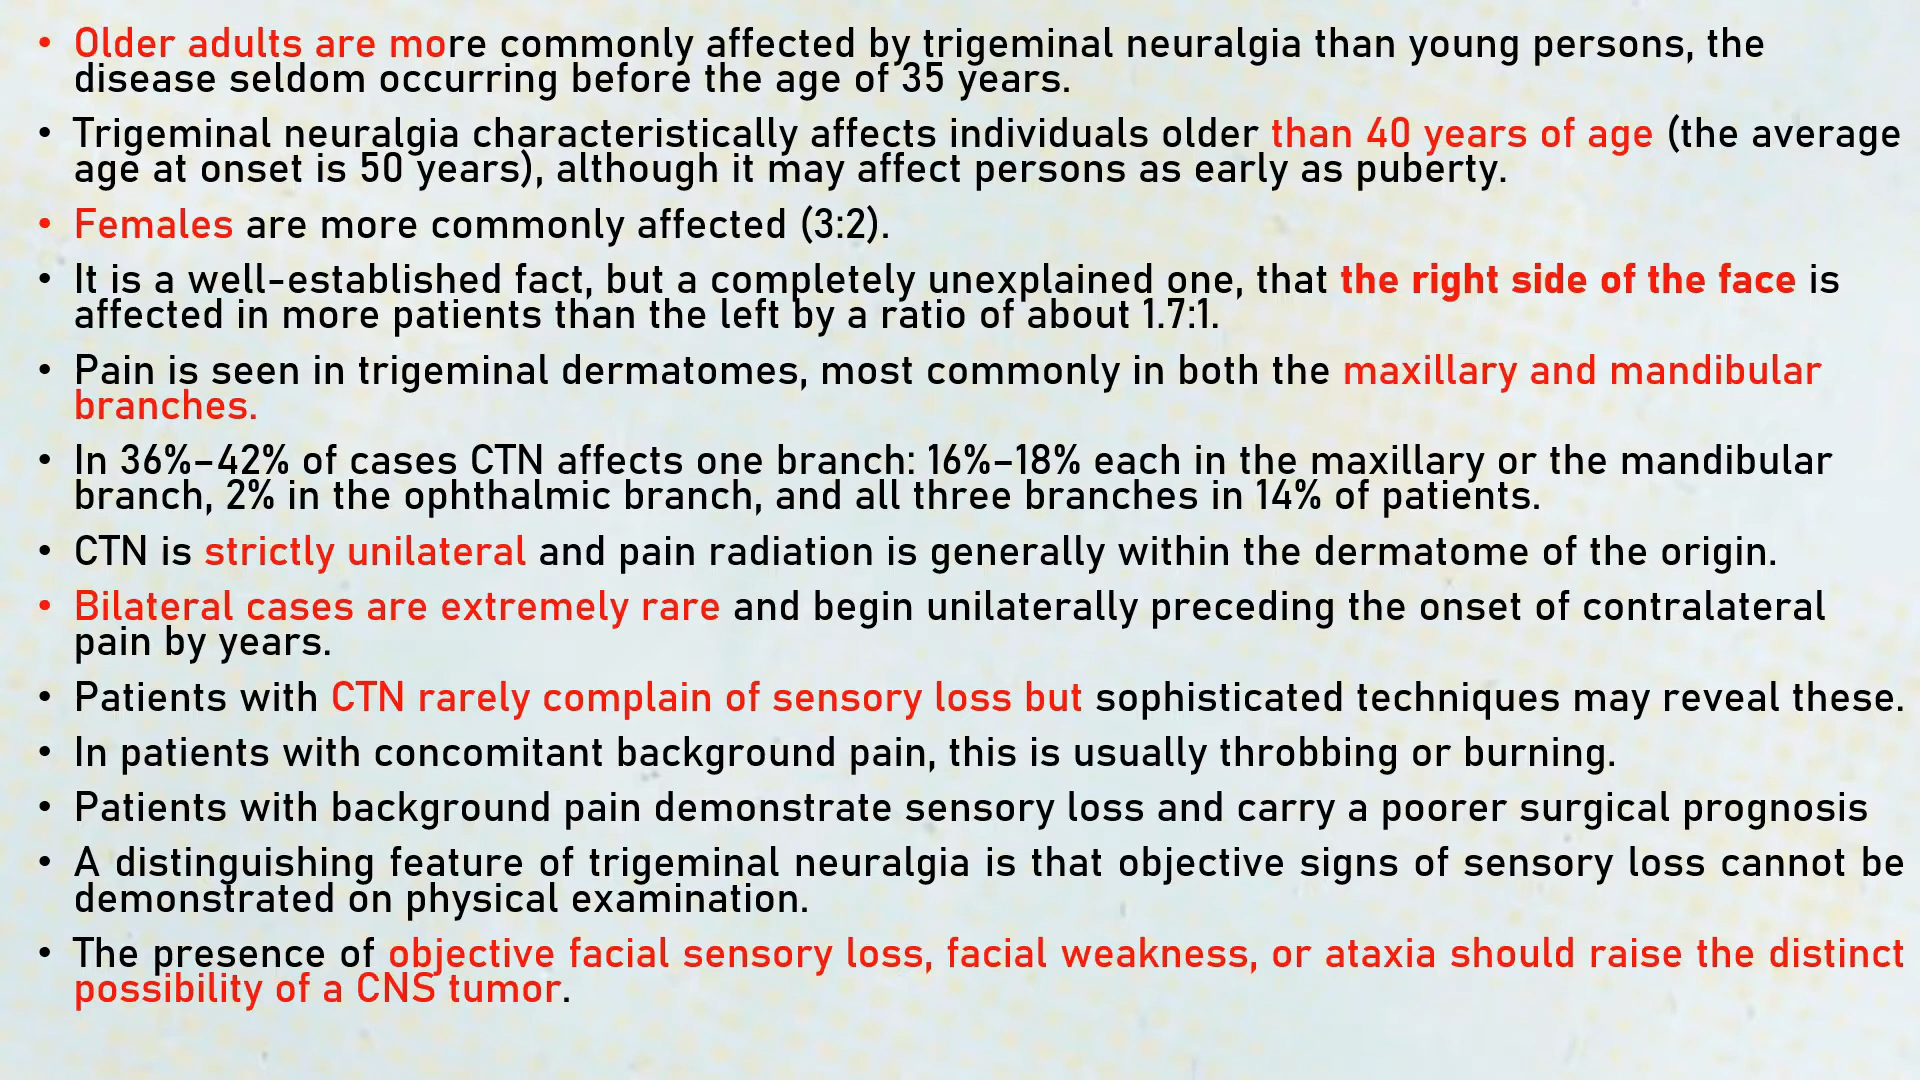 • Older adults are more commonly affected by trigeminal neuralgia than young persons, the
disease seldom occurring before the age of 35 years.
• Trigeminal neuralgia characteristically affects individuals older than 40 years of age (the average
age at onset is 50 years), although it may affect persons as early as puberty.
• Females are more commonly affected (3:2).
• It is a well-established fact, but a completely unexplained one, that the right side of the face is
affected in more patients than the left by a ratio of about 1.7:1.
• Pain is seen in trigeminal dermatomes, most commonly in both the maxillary and mandibular
branches.
• In 36%–42% of cases CTN affects one branch: 16%–18% each in the maxillary or the mandibular
branch, 2% in the ophthalmic branch, and all three branches in 14% of patients.
• CTN is strictly unilateral and pain radiation is generally within the dermatome of the origin.
• Bilateral cases are extremely rare and begin unilaterally preceding the onset of contralateral
pain by years.
• Patients with CTN rarely complain of sensory loss but sophisticated techniques may reveal these.
• In patients with concomitant background pain, this is usually throbbing or burning.
• Patients with background pain demonstrate sensory loss and carry a poorer surgical prognosis
• A distinguishing feature of trigeminal neuralgia is that objective signs of sensory loss cannot be
demonstrated on physical examination.
• The presence of objective facial sensory loss, facial weakness, or ataxia should raise the distinct
possibility of a CNS tumor.